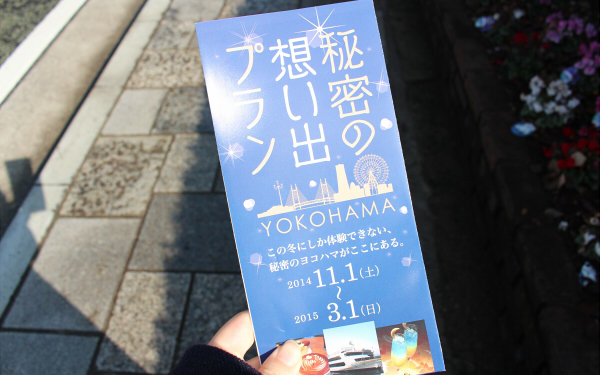 秘密の
想い出
プラン
YOKOHAMA
この冬にしか体験できない、
秘密のヨコハマがここにある。
2014 11.1(土)
〜
2015 3.1(日)